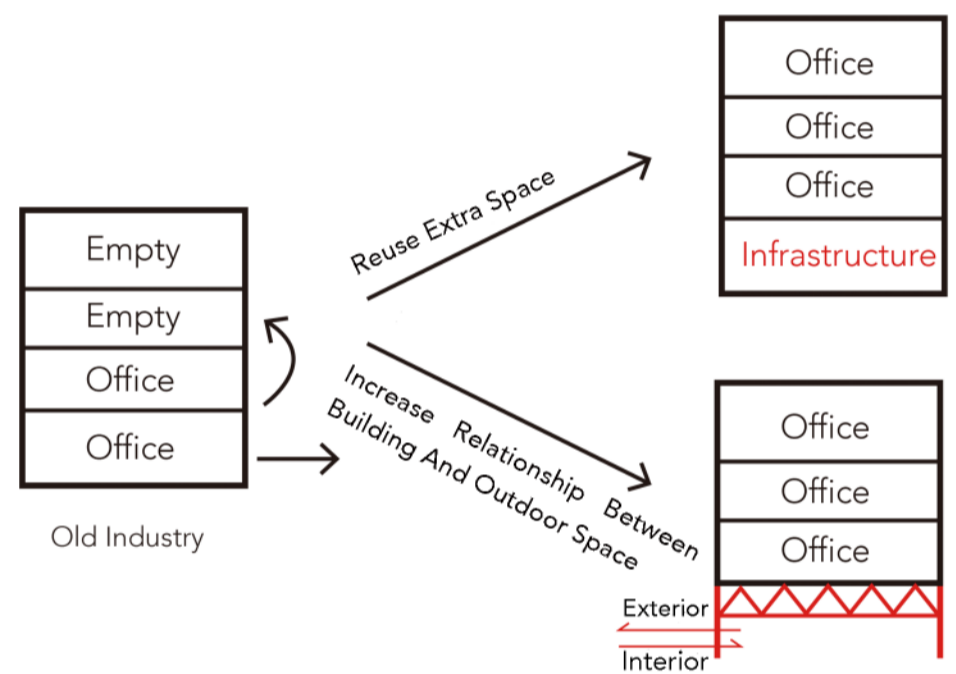 Empty
Empty
Office
Office
Old Industry
Reuse Extra Space
Increase Relationship Between
Building And Outdoor Space
Office
Office
Office
Infrastructure
Office
Office
Office
Exterior
Interior